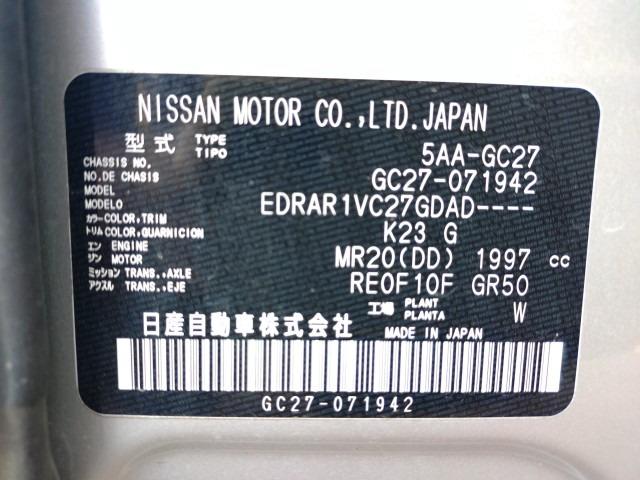 NISSAN MOTOR CO.,LTD.JAPAN
型式 TYPE TIPO 5AA-GC27
CHASSIS NO. NO.DE CHASIS GC27-071942
MODEL MODELO EDRAR1VC27GDAD----
カラー COLOR,TRIM トリム COLOR,GUARNICION K23 G
エン ENGINE ジン MOTOR MR20(DD) 1997 cc
ミッション TRANS.,AXLE アクスル TRANS.,EJE RE0F10F GR50
工場 PLANT PLANTA W
日産自動車株式会社 MADE IN JAPAN
GC27-071942